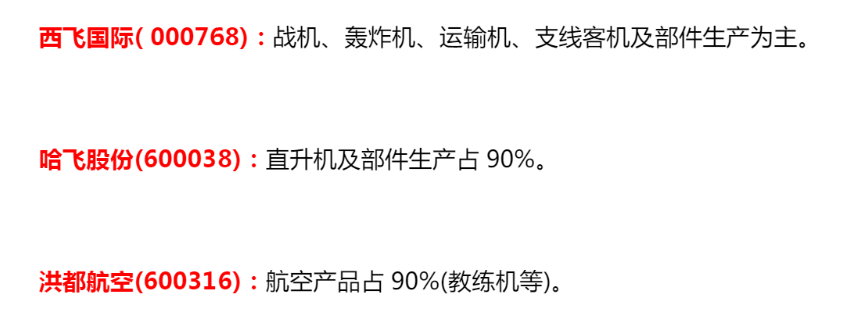 西飞国际( 000768)：战机、轰炸机、运输机、支线客机及部件生产为主。
哈飞股份(600038)：直升机及部件生产占 90%。
洪都航空(600316)：航空产品占 90%(教练机等)。